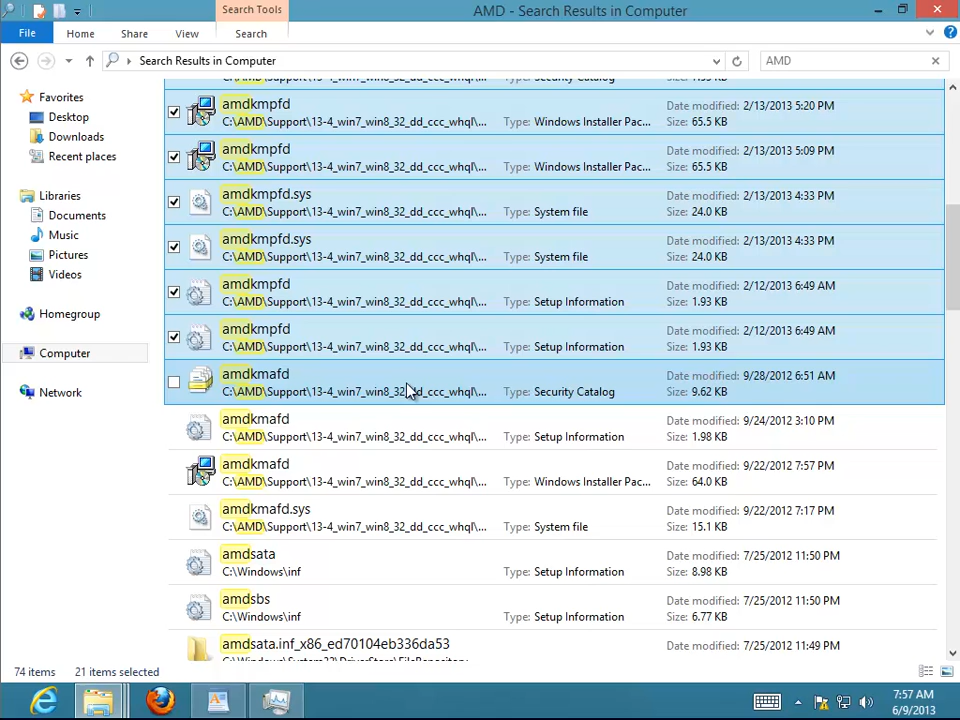 Search Tools
AMD - Search Results in Computer
File
Home
Share
View
Search
Search Results in Computer
AMD
Favorites
Desktop
Downloads
Recent places
Libraries
Documents
Music
Pictures
Videos
Homegroup
Computer
Network
amdkmpfd
C:\AMD\Support\13-4_win7_win8_32_dd_ccc_whql\...
Type: Windows Installer Pac...
Date modified: 2/13/2013 5:20 PM
Size: 65.5 KB
amdkmpfd
C:\AMD\Support\13-4_win7_win8_32_dd_ccc_whql\...
Type: Windows Installer Pac...
Date modified: 2/13/2013 5:09 PM
Size: 65.5 KB
amdkmpfd.sys
C:\AMD\Support\13-4_win7_win8_32_dd_ccc_whql\...
Type: System file
Date modified: 2/13/2013 4:33 PM
Size: 24.0 KB
amdkmpfd.sys
C:\AMD\Support\13-4_win7_win8_32_dd_ccc_whql\...
Type: System file
Date modified: 2/13/2013 4:33 PM
Size: 24.0 KB
amdkmpfd
C:\AMD\Support\13-4_win7_win8_32_dd_ccc_whql\...
Type: Setup Information
Date modified: 2/12/2013 6:49 AM
Size: 1.93 KB
amdkmpfd
C:\AMD\Support\13-4_win7_win8_32_dd_ccc_whql\...
Type: Setup Information
Date modified: 2/12/2013 6:49 AM
Size: 1.93 KB
amdkmafd
C:\AMD\Support\13-4_win7_win8_32_dd_ccc_whql\...
Type: Security Catalog
Date modified: 9/28/2012 6:51 AM
Size: 9.62 KB
amdkmafd
C:\AMD\Support\13-4_win7_win8_32_dd_ccc_whql\...
Type: Setup Information
Date modified: 9/24/2012 3:10 PM
Size: 1.98 KB
amdkmafd
C:\AMD\Support\13-4_win7_win8_32_dd_ccc_whql\...
Type: Windows Installer Pac...
Date modified: 9/22/2012 7:57 PM
Size: 64.0 KB
amdkmafd.sys
C:\AMD\Support\13-4_win7_win8_32_dd_ccc_whql\...
Type: System file
Date modified: 9/22/2012 7:17 PM
Size: 15.1 KB
amdsata
C:\Windows\inf
Type: Setup Information
Date modified: 7/25/2012 11:50 PM
Size: 8.98 KB
amdsbs
C:\Windows\inf
Type: Setup Information
Date modified: 7/25/2012 11:50 PM
Size: 6.77 KB
amdsata.inf_x86_ed70104eb336da53
Date modified: 7/25/2012 11:49 PM
74 items
21 items selected
7:57 AM
6/9/2013